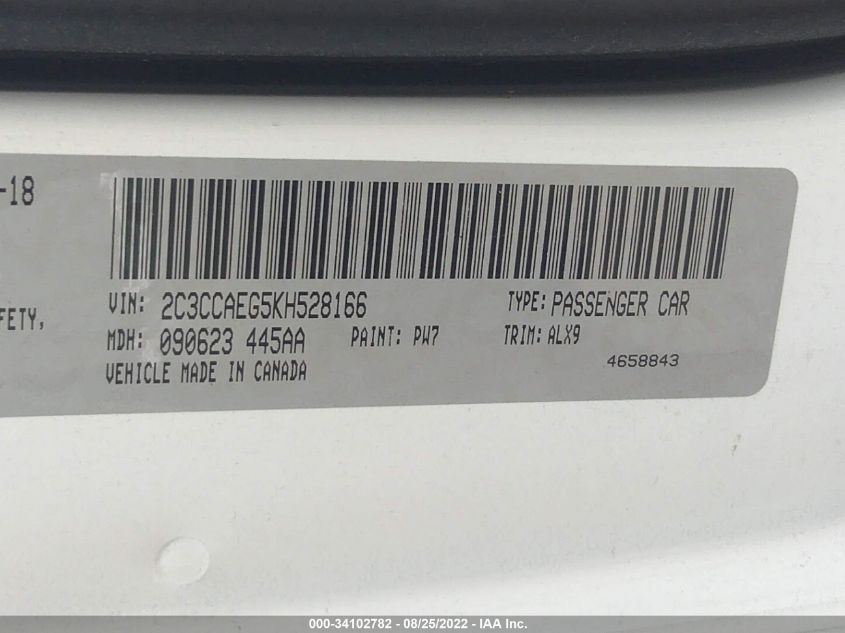 -18
FETY,
VIN: 2C3CCAEG5KH528166 TYPE: PASSENGER CAR
MDH: 090623 445AA PAINT: PW7 TRIM: ALX9
VEHICLE MADE IN CANADA 4658843
000-34102782 - 08/25/2022 - IAA Inc.